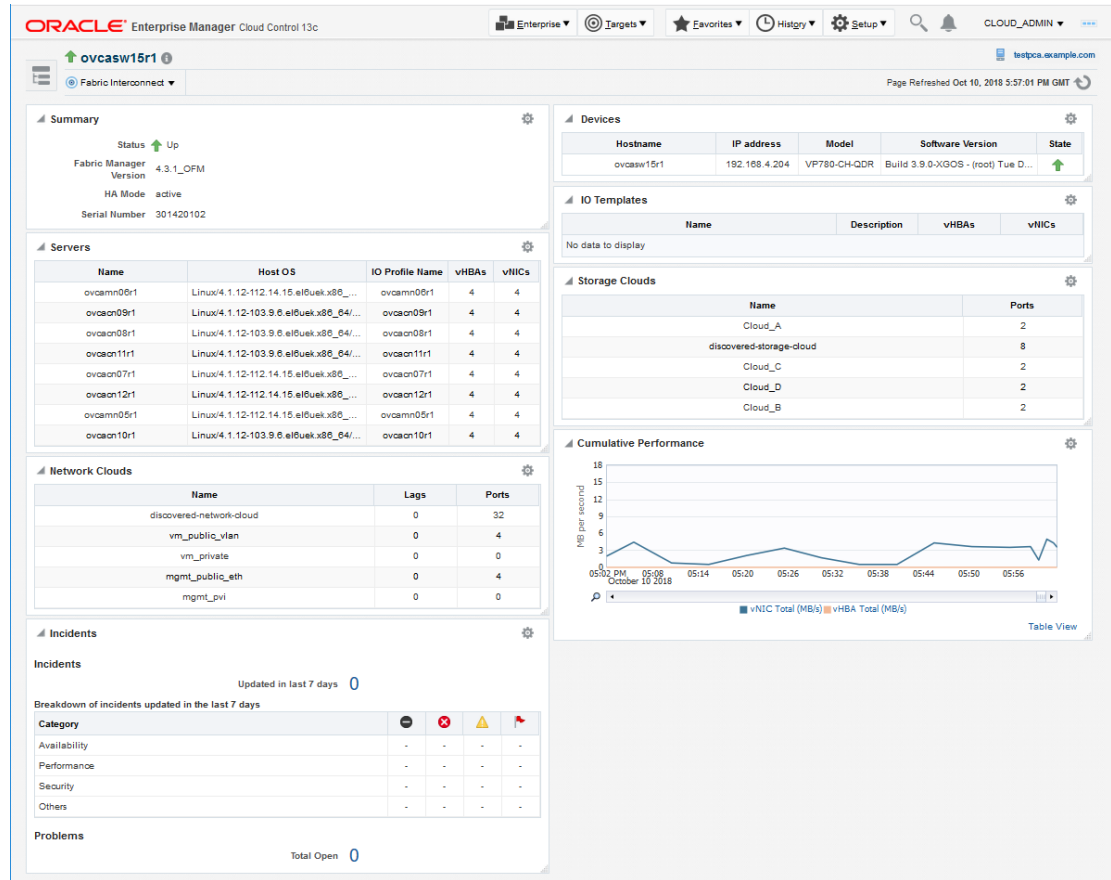 ORACLE Enterprise Manager Cloud Control 13c
Enterprise Targets Favorites History Setup CLOUD_ADMIN
ovcasw15r1
testpca.example.com
Fabric Interconnect
Page Refreshed Oct 10, 2018 5:57:01 PM GMT
Summary
Status Up
Fabric Manager Version 4.3.1_OFM
HA Mode active
Serial Number 301420102
Servers
Name Host OS IO Profile Name vHBAs vNICs
ovcamn06r1 Linux/4.1.12-112.14.15.el6uek.x86_... ovcamn06r1 4 4
ovcacn09r1 Linux/4.1.12-103.9.6.el6uek.x86_64/... ovcacn09r1 4 4
ovcacn08r1 Linux/4.1.12-103.9.6.el6uek.x86_64/... ovcacn08r1 4 4
ovcacn11r1 Linux/4.1.12-103.9.6.el6uek.x86_64/... ovcacn11r1 4 4
ovcacn07r1 Linux/4.1.12-112.14.15.el6uek.x86_... ovcacn07r1 4 4
ovcacn12r1 Linux/4.1.12-112.14.15.el6uek.x86_... ovcacn12r1 4 4
ovcamn05r1 Linux/4.1.12-112.14.15.el6uek.x86_... ovcamn05r1 4 4
ovcacn10r1 Linux/4.1.12-103.9.6.el6uek.x86_64/... ovcacn10r1 4 4
Network Clouds
Name Lags Ports
discovered-network-cloud 0 32
vm_public_vlan 0 4
vm_private 0 0
mgmt_public_eth 0 4
mgmt_pvi 0 0
Incidents
Incidents
Updated in last 7 days 0
Breakdown of incidents updated in the last 7 days
Category
Availability - - - -
Performance - - - -
Security - - - -
Others - - - -
Problems
Total Open 0
Devices
Hostname IP address Model Software Version State
ovcasw15r1 192.168.4.204 VP780-CH-QDR Build 3.9.0-XGOS - (root) Tue D...
IO Templates
Name Description vHBAs vNICs
No data to display
Storage Clouds
Name Ports
Cloud_A 2
discovered-storage-cloud 8
Cloud_C 2
Cloud_D 2
Cloud_B 2
Cumulative Performance
MB per second
18
15
12
9
6
3
0
05:02 PM 05:08 05:14 05:20 05:26 05:32 05:38 05:44 05:50 05:56
October 10 2018
vNIC Total (MB/s) vHBA Total (MB/s)
Table View